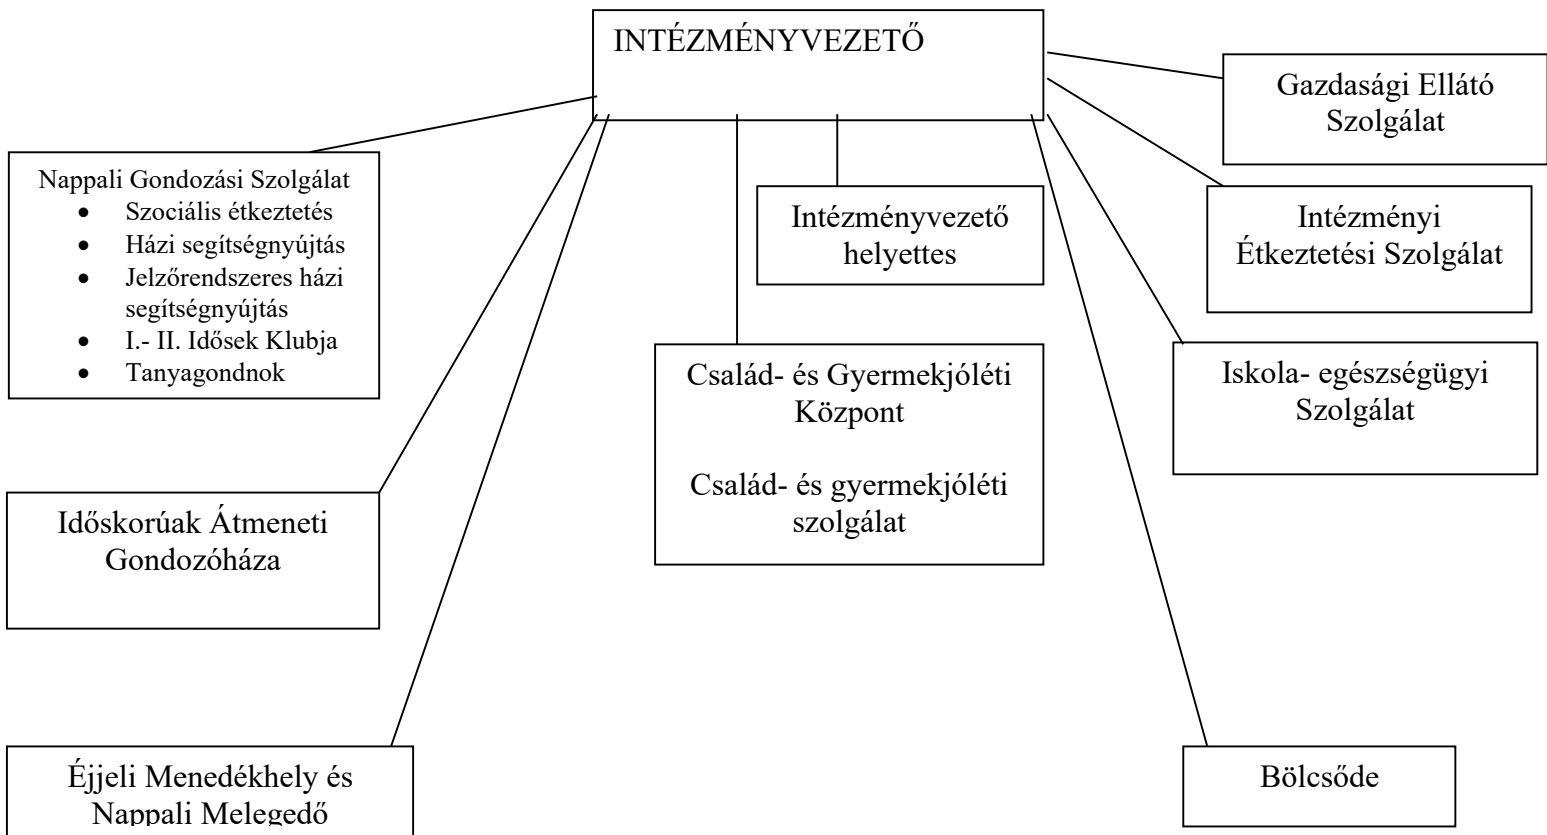 INTÉZMÉNYVEZETŐ
Gazdasági Ellátó
Szolgálat
Nappali Gondozási Szolgálat
• Szociális étkeztetés
• Házi segítségnyújtás
• Jelzőrendszeres házi
segítségnyújtás
• I.- II. Idősek Klubja
• Tanyagondnok
Intézményvezető
helyettes
Intézményi
Étkeztetési Szolgálat
Család- és Gyermekjóléti
Központ
Család- és gyermekjóléti
szolgálat
Iskola- egészségügyi
Szolgálat
Időskorúak Átmeneti
Gondozóháza
Éjjeli Menedékhely és
Nappali Melegedő
Bölcsőde